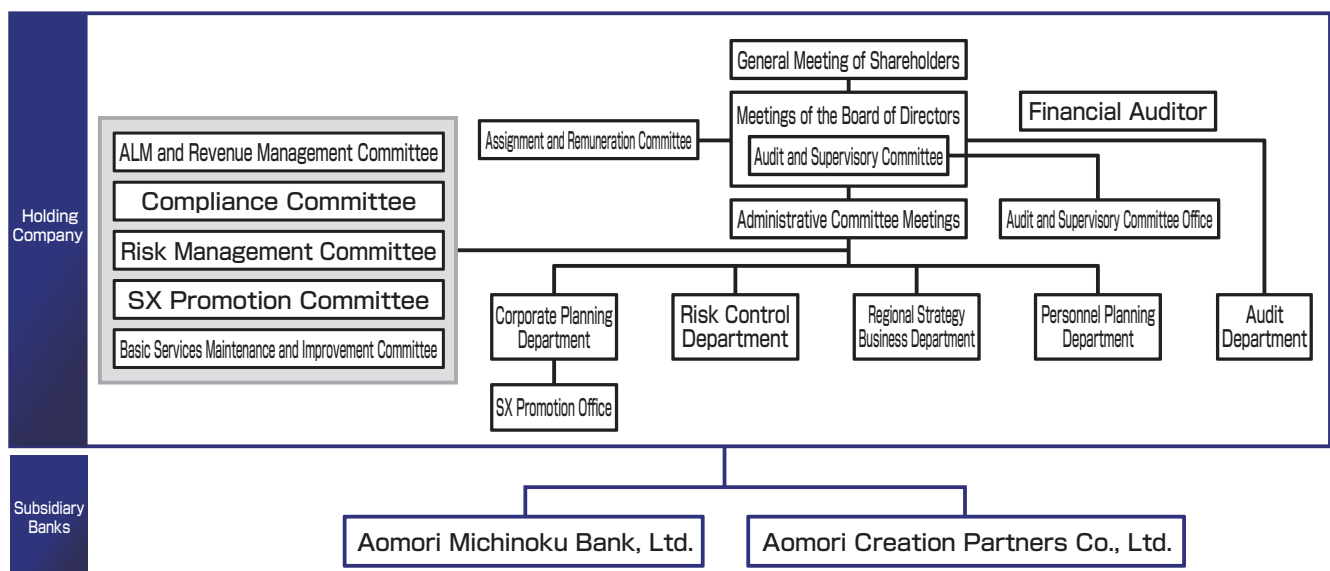 Holding
Company
General Meeting of Shareholders
Meetings of the Board of Directors
Audit and Supervisory Committee
Financial Auditor
Assignment and Remuneration Committee
ALM and Revenue Management Committee
Compliance Committee
Risk Management Committee
SX Promotion Committee
Basic Services Maintenance and Improvement Committee
Administrative Committee Meetings
Audit and Supervisory Committee Office
Corporate Planning
Department
Risk Control
Department
Regional Strategy
Business Department
Personnel Planning
Department
Audit
Department
SX Promotion Office
Subsidiary
Banks
Aomori Michinoku Bank, Ltd.
Aomori Creation Partners Co., Ltd.